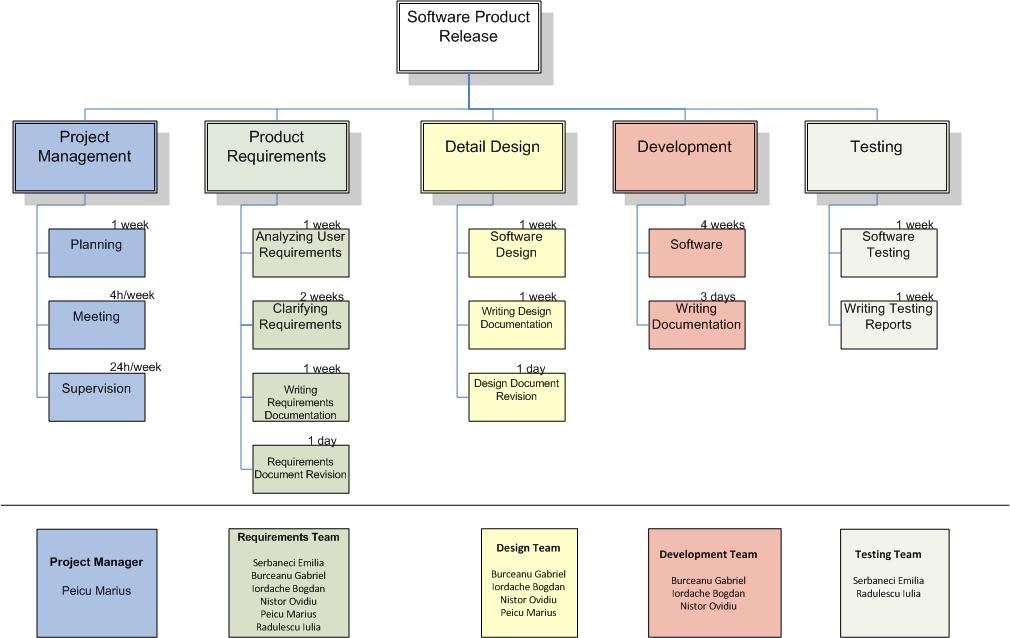 Software Product
Release
Project
Management
Product
Requirements
Detail Design
Development
Testing
1 week
Planning
4h/week
Meeting
24h/week
Supervision
1 week
Analyzing User
Requirements
2 weeks
Clarifying
Requirements
1 week
Writing
Requirements
Documentation
1 day
Requirements
Document Revision
1 week
Software
Design
1 week
Writing Design
Documentation
1 day
Design Document
Revision
4 weeks
Software
3 days
Writing
Documentation
1 week
Software
Testing
1 week
Writing Testing
Reports
Project Manager
Peicu Marius
Requirements Team
Serbaneci Emilia
Burceanu Gabriel
Iordache Bogdan
Nistor Ovidiu
Peicu Marius
Radulescu Iulia
Design Team
Burceanu Gabriel
Iordache Bogdan
Nistor Ovidiu
Peicu Marius
Development Team
Burceanu Gabriel
Iordache Bogdan
Nistor Ovidiu
Testing Team
Serbaneci Emilia
Radulescu Iulia